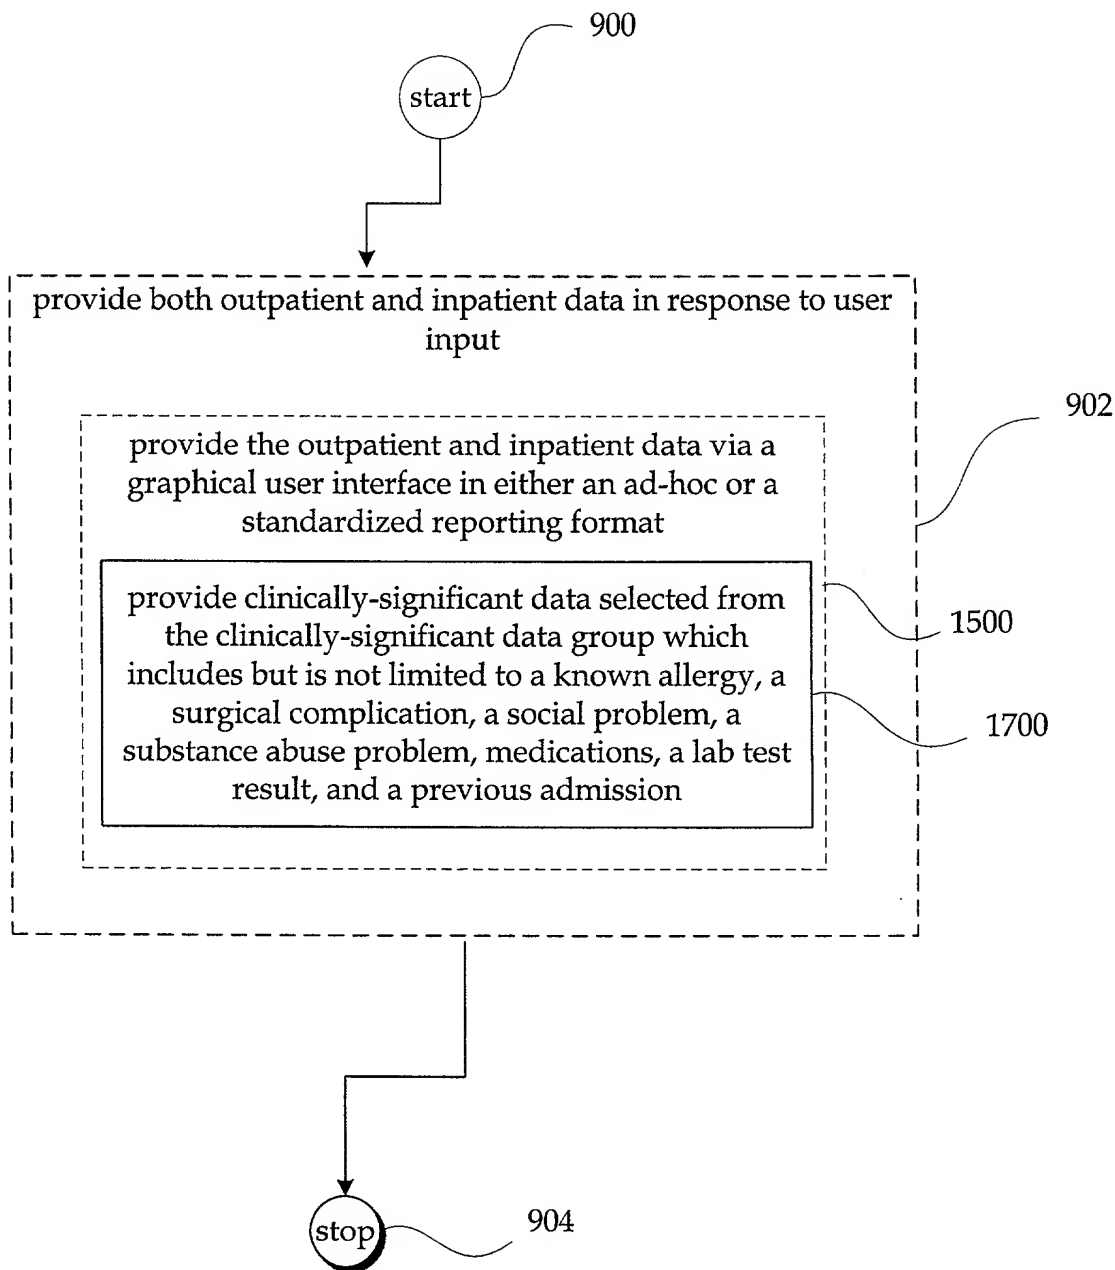 900
start
provide both outpatient and inpatient data in response to user
input
902
provide the outpatient and inpatient data via a
graphical user interface in either an ad-hoc or a
standardized reporting format
provide clinically-significant data selected from
the clinically-significant data group which
includes but is not limited to a known allergy, a
surgical complication, a social problem, a
substance abuse problem, medications, a lab test
result, and a previous admission
1500
1700
stop
904